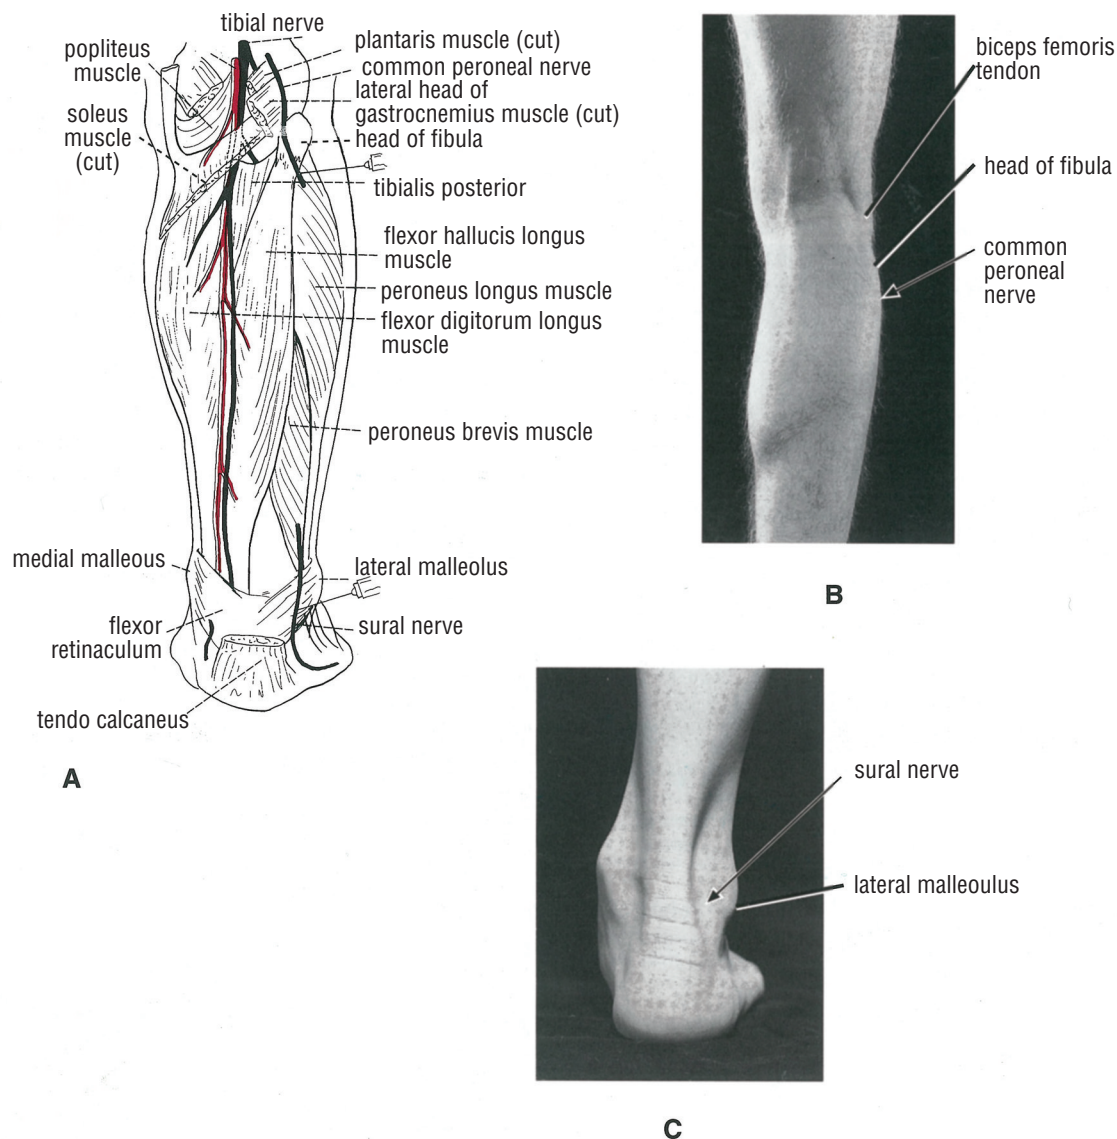 tibial nerve
popliteus
muscle
plantaris muscle (cut)
common peroneal nerve
lateral head of
gastrocnemius muscle (cut)
head of fibula
soleus
muscle
(cut)
tibialis posterior
flexor hallucis longus
muscle
peroneus longus muscle
flexor digitorum longus
muscle
peroneus brevis muscle
medial malleous
lateral malleolus
flexor
retinaculum
sural nerve
tendo calcaneus
A
biceps femoris
tendon
head of fibula
common
peroneal
nerve
B
sural nerve
lateral malleoulus
C